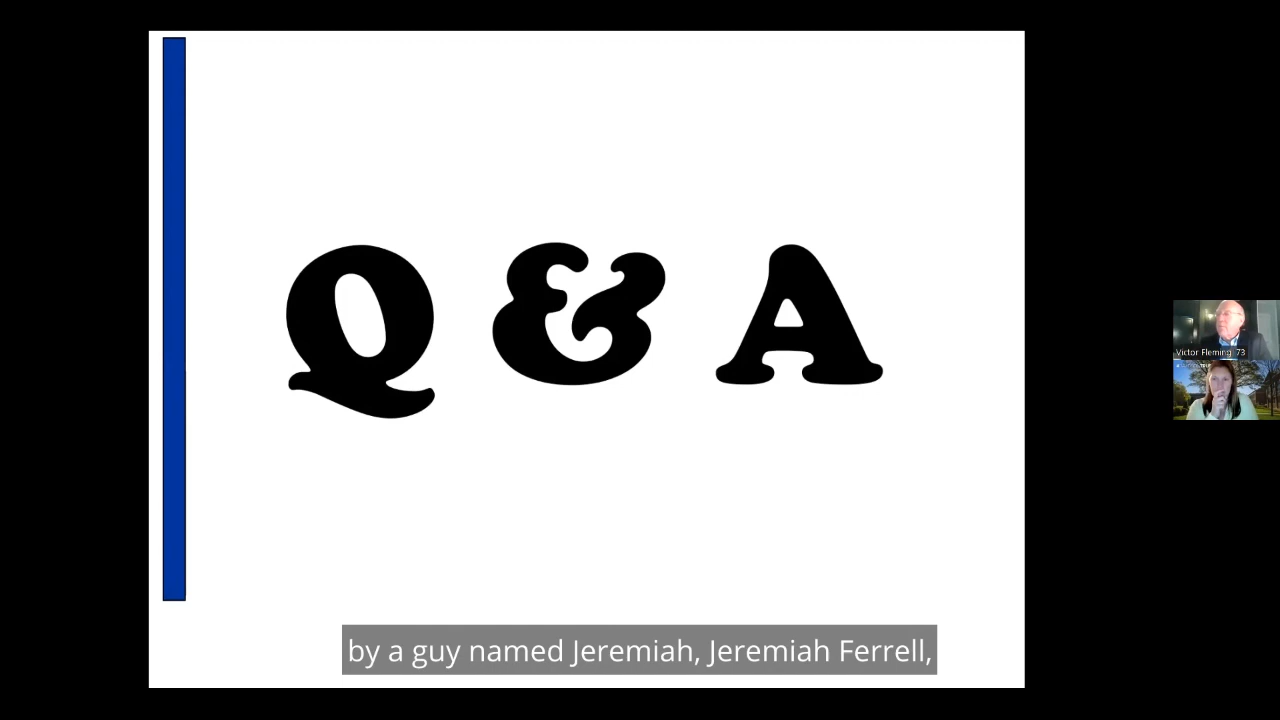 Q & A
Victor Fleming '73
by a guy named Jeremiah, Jeremiah Ferrell,